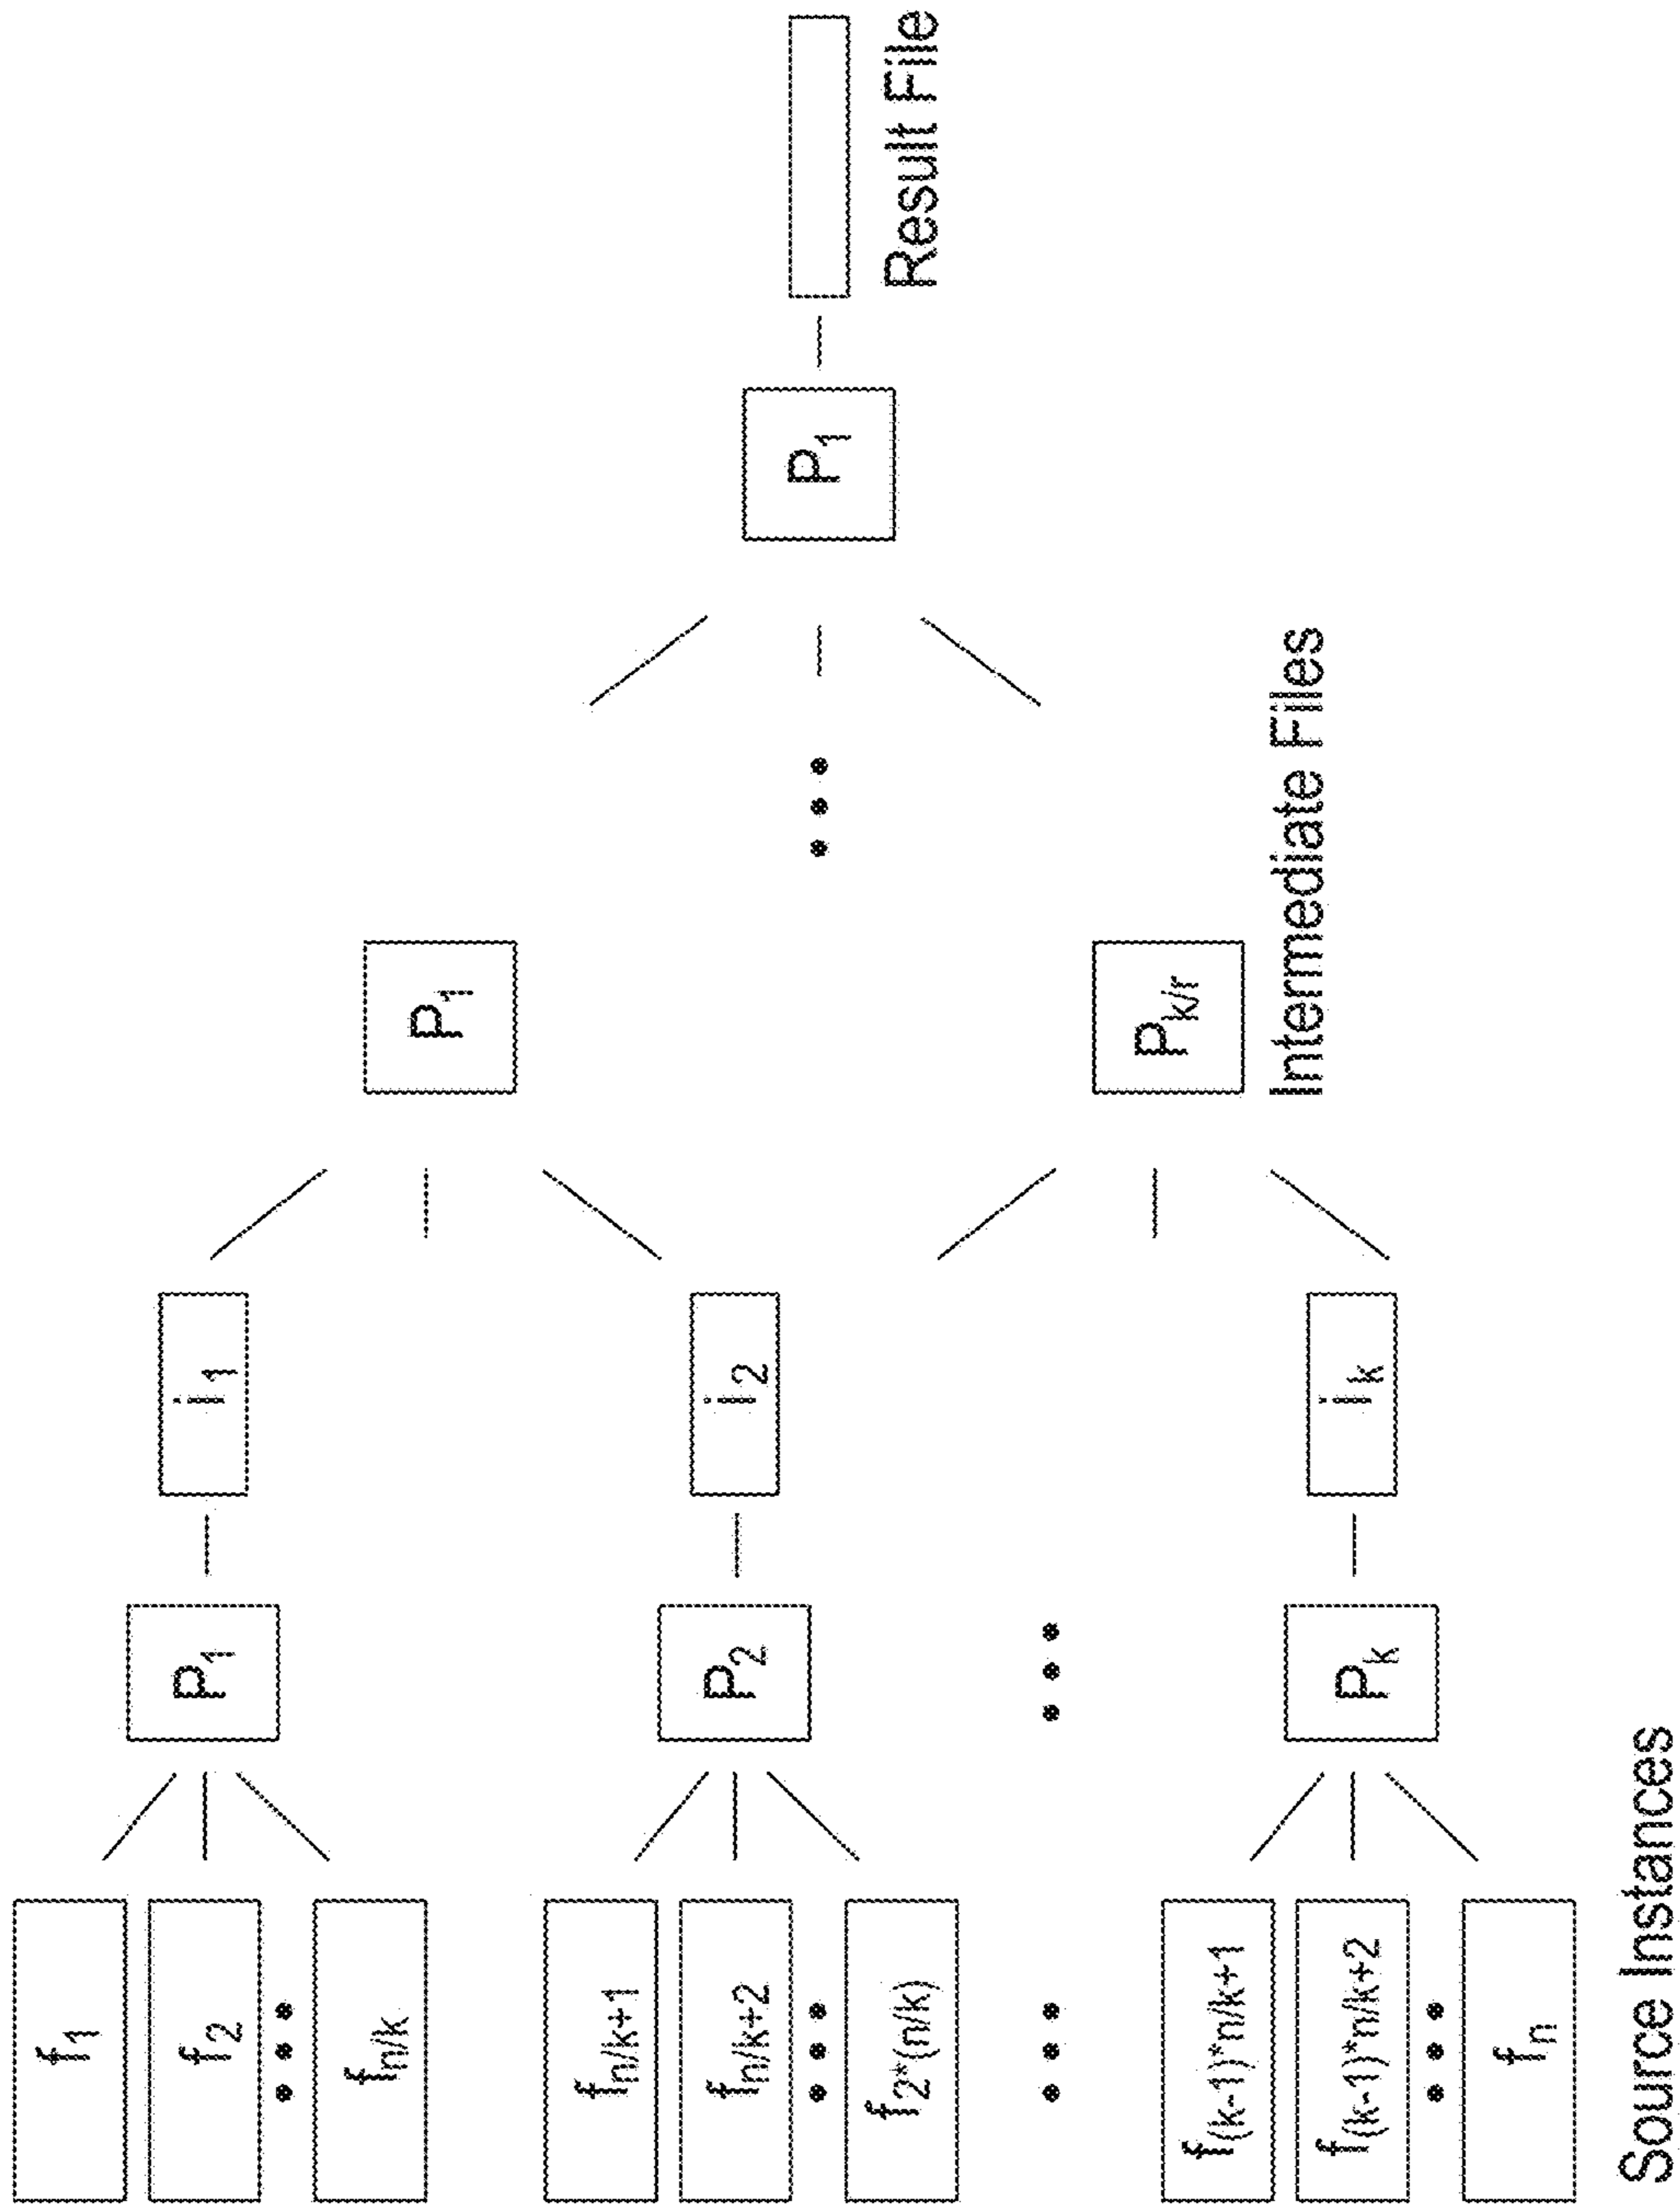 f1
f2
fn/k
P1
i1
fn/k+1
fn/k+2
f2*(n/k)
P2
i2
f(k-1)*n/k+1
f(k-1)*n/k+2
fn
Pk
ik
P1
Pk/r
P1
Source Instances
Intermediate Files
Result File